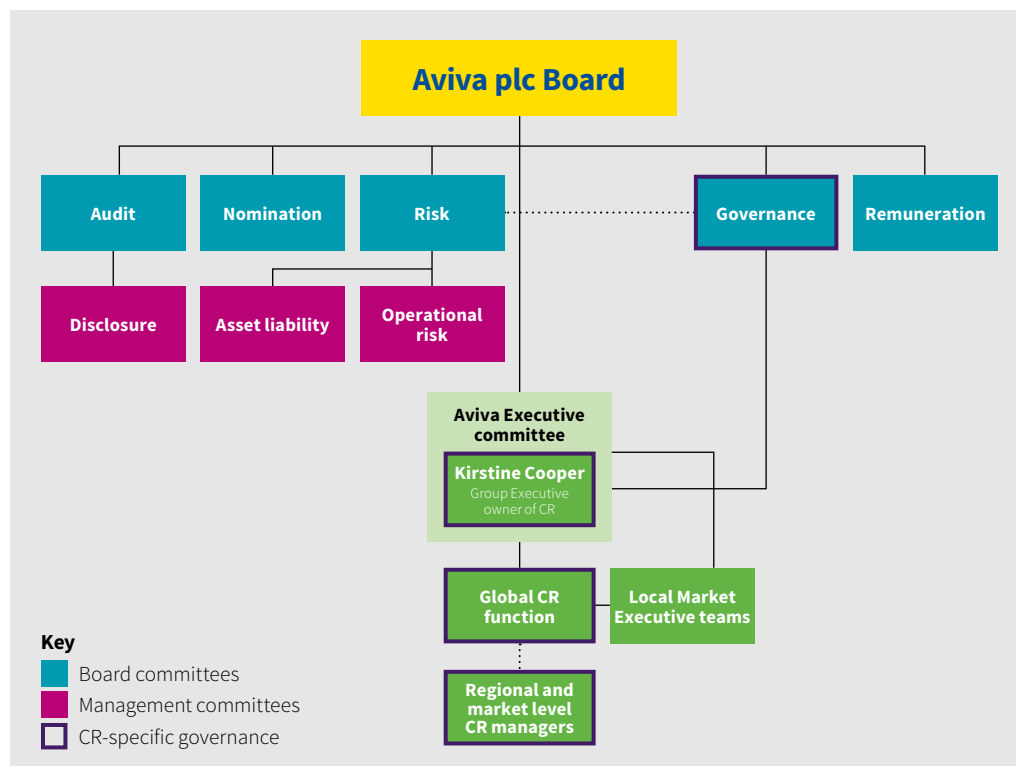 Aviva plc Board
Audit
Nomination
Risk
Governance
Remuneration
Disclosure
Asset liability
Operational
risk
Aviva Executive
committee
Kirstine Cooper
Group Executive
owner of CR
Global CR
function
Local Market
Executive teams
Regional and
market level
CR managers
Key
Board committees
Management committees
CR-specific governance